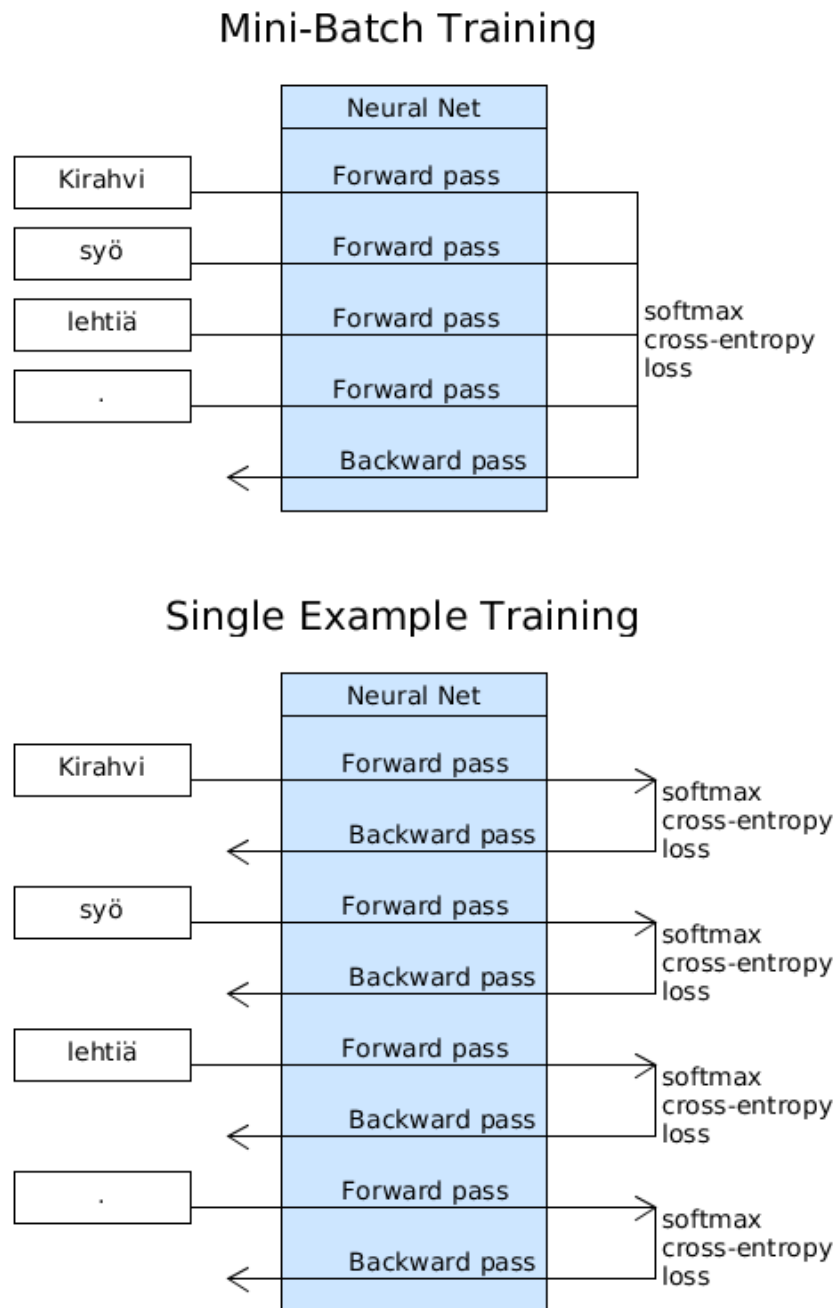 Mini-Batch Training
Neural Net
Kirahvi
Forward pass
syö
Forward pass
lehtiä
Forward pass
.
Forward pass
softmax
cross-entropy
loss
Backward pass
Single Example Training
Neural Net
Kirahvi
Forward pass
softmax
cross-entropy
loss
Backward pass
syö
Forward pass
softmax
cross-entropy
loss
Backward pass
lehtiä
Forward pass
softmax
cross-entropy
loss
Backward pass
.
Forward pass
softmax
cross-entropy
loss
Backward pass